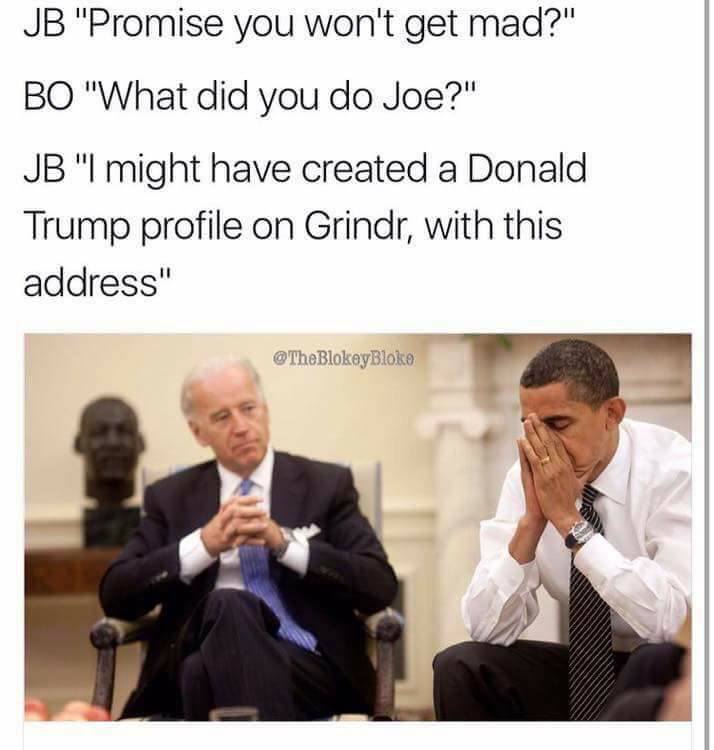 JB "Promise you won't get mad?"
BO "What did you do Joe?"
JB "I might have created a Donald
Trump profile on Grindr, with this
address"
@TheBlokeyBloke